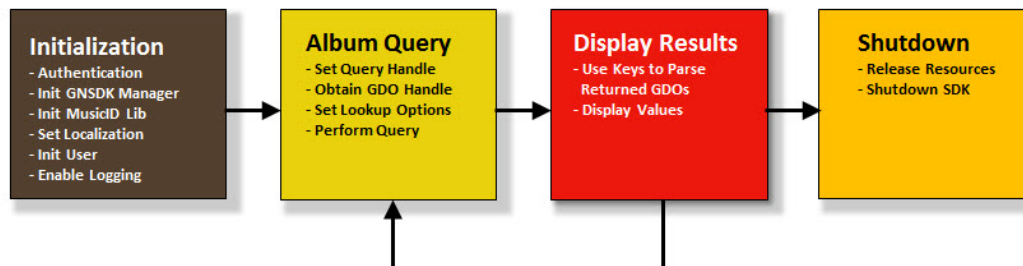 Initialization
- Authentication
- Init GNSDK Manager
- Init MusicID Lib
- Set Localization
- Init User
- Enable Logging
Album Query
- Set Query Handle
- Obtain GDO Handle
- Set Lookup Options
- Perform Query
Display Results
- Use Keys to Parse
Returned GDOs
- Display Values
Shutdown
- Release Resources
- Shutdown SDK